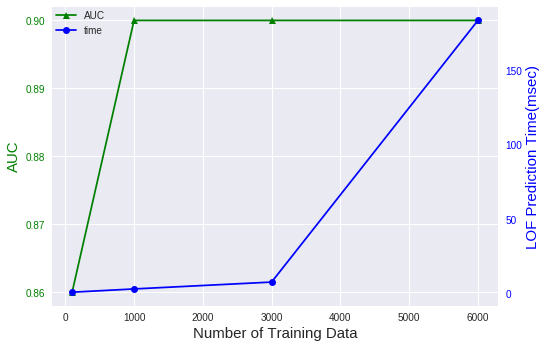 AUC
time
0.90
0.89
0.88
0.87
0.86
AUC
150
100
50
0
LOF Prediction Time(msec)
0 1000 2000 3000 4000 5000 6000
Number of Training Data